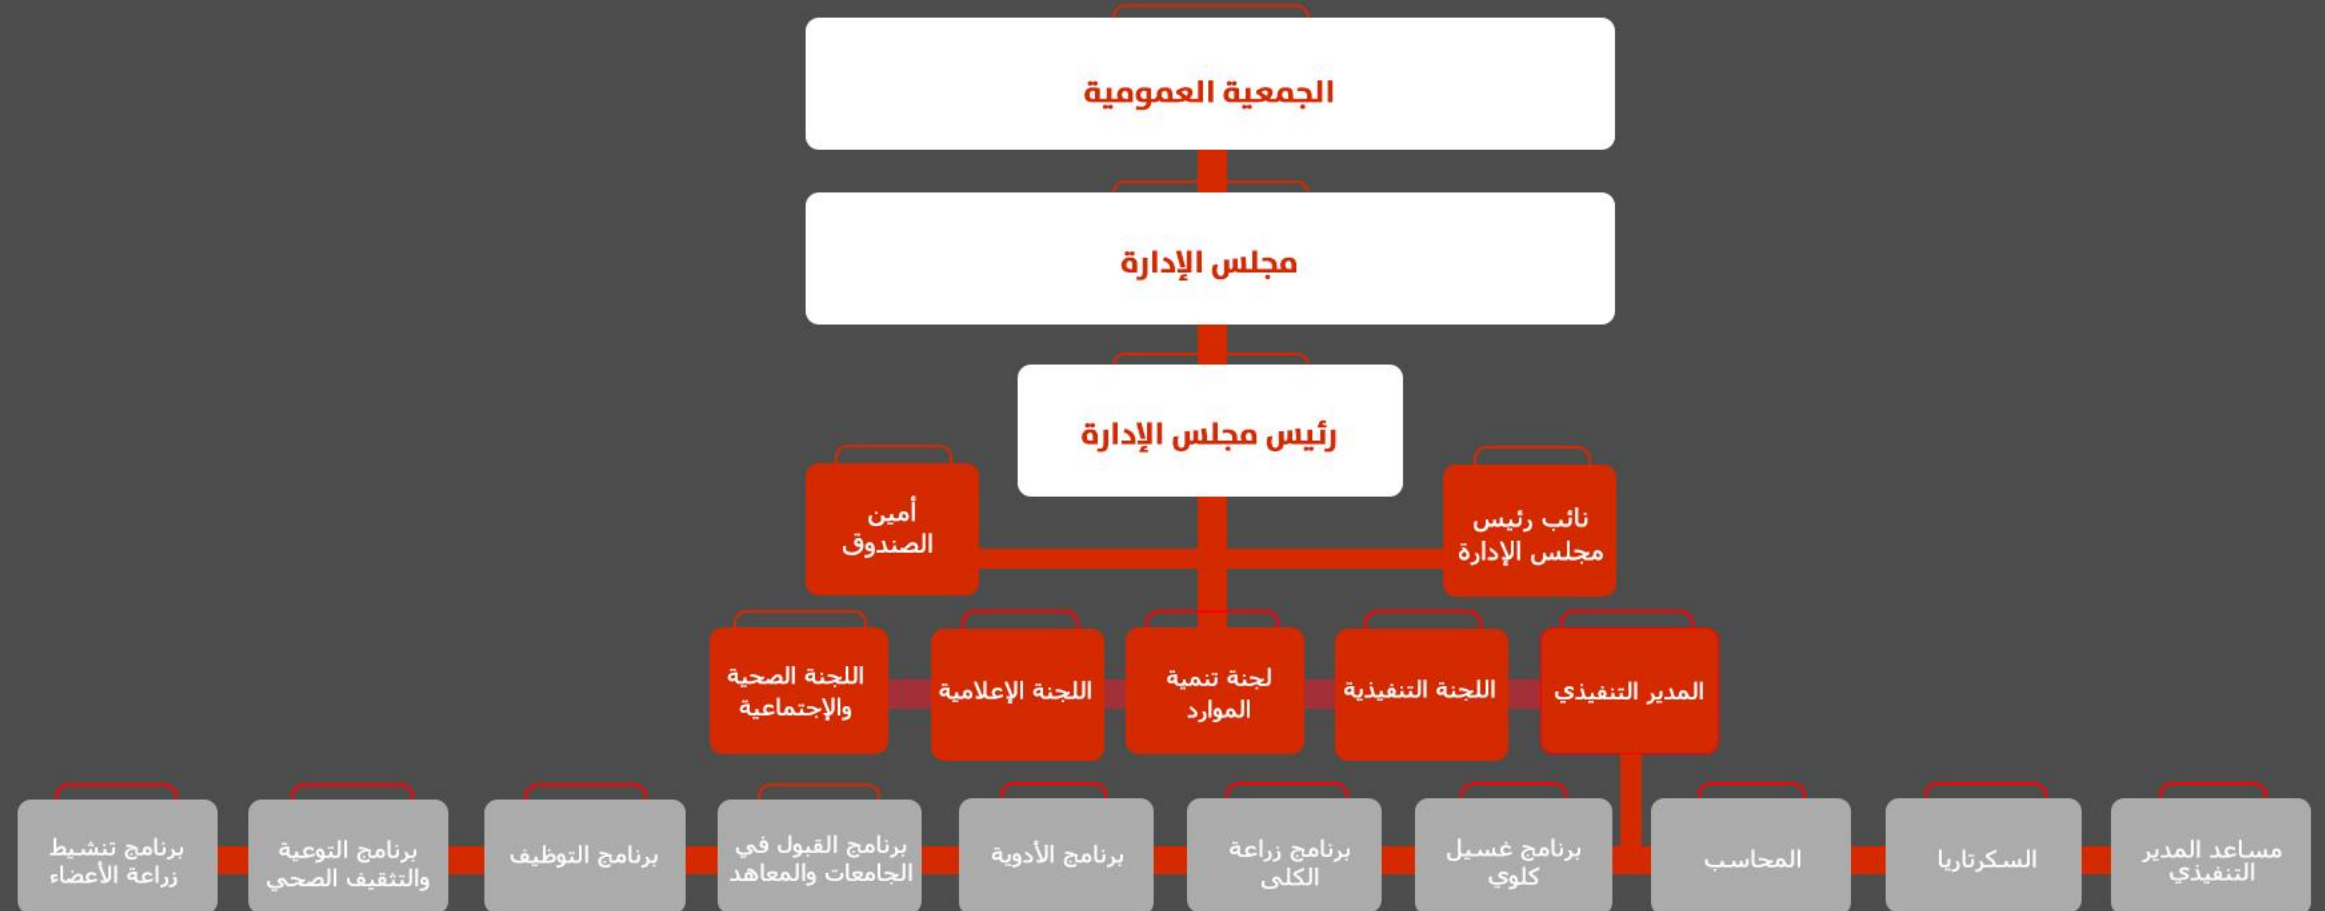 الجمعية العمومية
مجلس الإدارة
رئيس مجلس الإدارة
نائب رئيس
مجلس الإدارة
أمين
الصندوق
المدير التنفيذي
اللجنة التنفيذية
لجنة تنمية
الموارد
اللجنة الإعلامية
اللجنة الصحية
والإجتماعية
مساعد المدير
التنفيذي
السكرتاريا
المحاسب
برنامج غسيل
كلوي
برنامج زراعة
الكلى
برنامج الأدوية
برنامج القبول في
الجامعات والمعاهد
برنامج التوظيف
برنامج التوعية
والتثقيف الصحي
برنامج تنشيط
زراعة الأعضاء